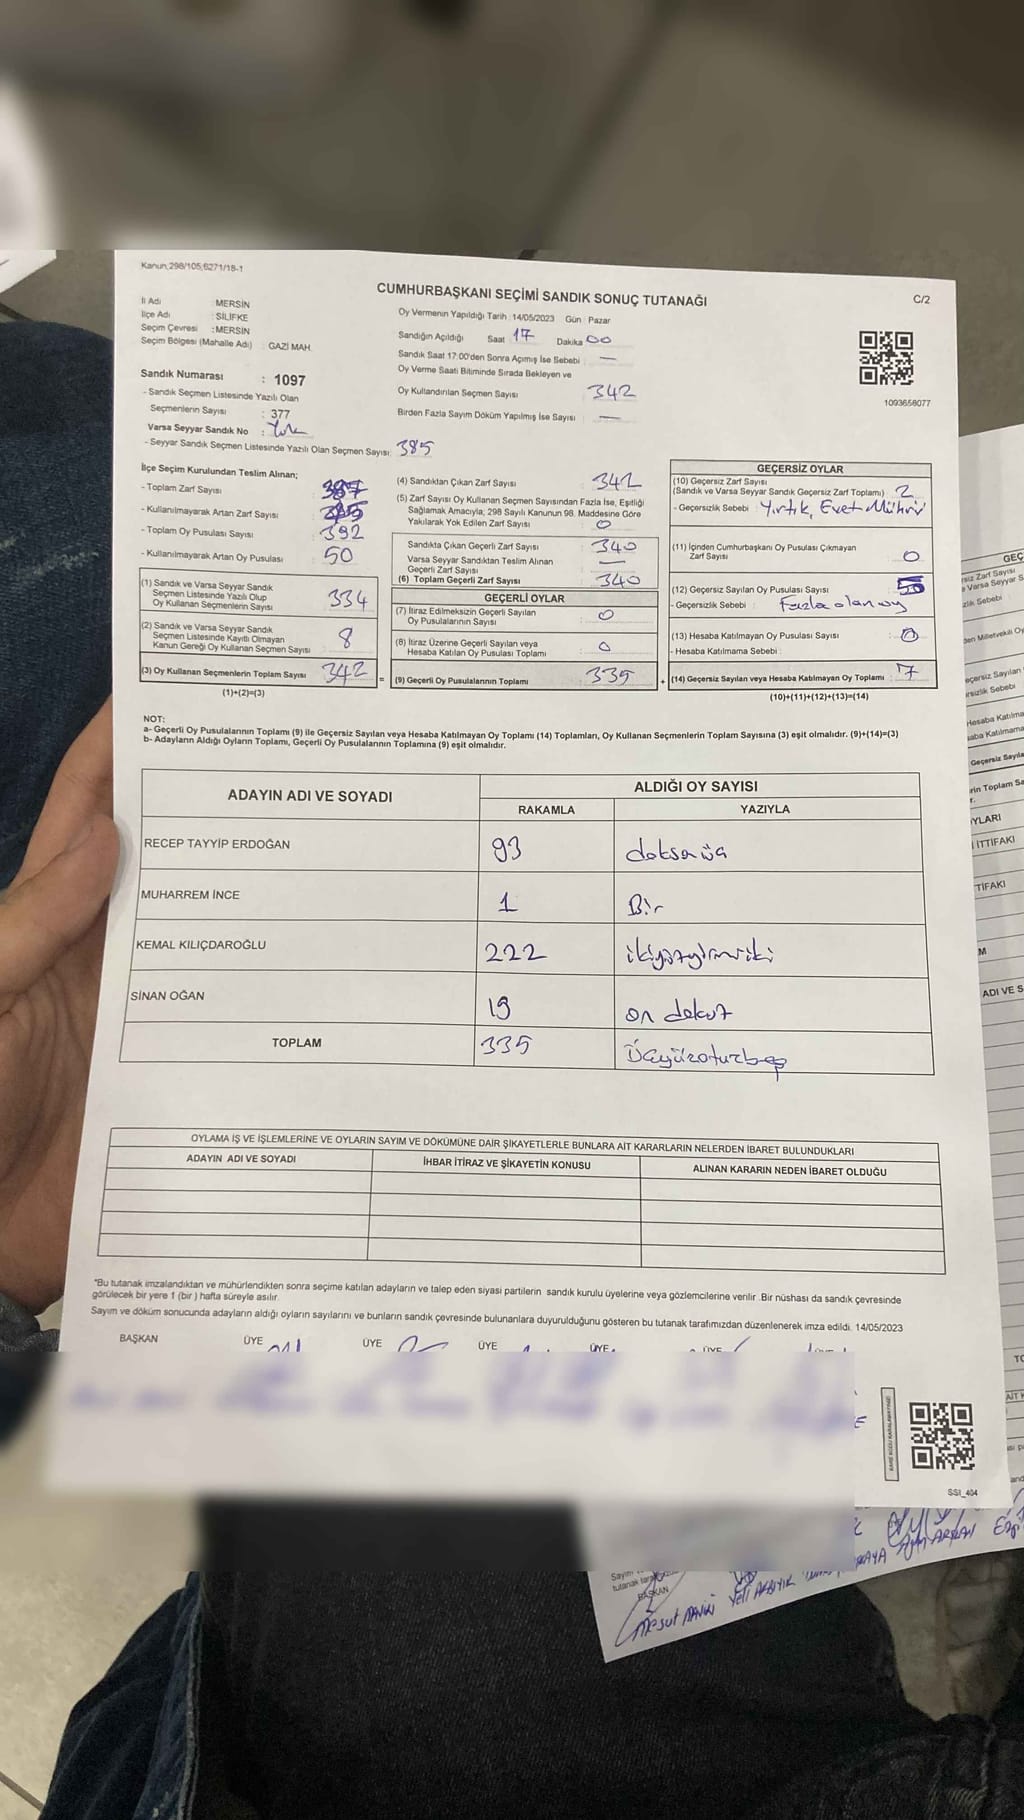 Kanun;298/105;6271/18-1
CUMHURBAŞKANI SEÇİMİ SANDIK SONUÇ TUTANAĞI
C/2
İl Adı : MERSİN
İlçe Adı : SİLİFKE
Seçim Çevresi : MERSİN
Seçim Bölgesi (Mahalle Adı) : GAZİ MAH.
Sandık Numarası : 1097
- Sandık Seçmen Listesinde Yazılı Olan
Seçmenlerin Sayısı : 377
Varsa Seyyar Sandık No : Yok
- Seyyar Sandık Seçmen Listesinde Yazılı Olan Seçmen Sayısı: 385
Oy Vermenin Yapıldığı Tarih : 14/05/2023 Gün : Pazar
Sandığın Açıldığı Saat 17 Dakika 00
Sandık Saat 17:00'den Sonra Açımış İse Sebebi : —
Oy Verme Saati Bitiminde Sırada Bekleyen ve
Oy Kullandırılan Seçmen Sayısı : 342
Birden Fazla Sayım Döküm Yapılmış İse Sayısı : —
1093658077
İlçe Seçim Kurulundan Teslim Alınan;
- Toplam Zarf Sayısı :
- Kullanılmayarak Artan Zarf Sayısı :
- Toplam Oy Pusulası Sayısı : 392
- Kullanılmayarak Artan Oy Pusulası : 50
(1) Sandık ve Varsa Seyyar Sandık
Seçmen Listesinde Yazılı Olup
Oy Kullanan Seçmenlerin Sayısı : 334
(2) Sandık ve Varsa Seyyar Sandık
Seçmen Listesinde Kayıtlı Olmayan
Kanun Gereği Oy Kullanan Seçmen Sayısı : 8
(3) Oy Kullanan Seçmenlerin Toplam Sayısı : 342 =
(1)+(2)=(3)
(4) Sandıktan Çıkan Zarf Sayısı : 342
(5) Zarf Sayısı Oy Kullanan Seçmen Sayısından Fazla İse, Eşitliği
Sağlamak Amacıyla, 298 Sayılı Kanunun 98. Maddesine Göre
Yakılarak Yok Edilen Zarf Sayısı : 0
Sandıkta Çıkan Geçerli Zarf Sayısı : 340
Varsa Seyyar Sandıktan Teslim Alınan
Geçerli Zarf Sayısı : —
(6) Toplam Geçerli Zarf Sayısı : 340
GEÇERLİ OYLAR
(7) İtiraz Edilmeksizin Geçerli Sayılan
Oy Pusulalarının Sayısı : 0
(8) İtiraz Üzerine Geçerli Sayılan veya
Hesaba Katılan Oy Pusulası Toplamı : 0
(9) Geçerli Oy Pusulalarının Toplamı : 335 +
GEÇERSİZ OYLAR
(10) Geçersiz Zarf Sayısı
(Sandık ve Varsa Seyyar Sandık Geçersiz Zarf Toplamı) : 2
- Geçersizlik Sebebi : Yırtık, Evet Mührü
(11) İçinden Cumhurbaşkanı Oy Pusulası Çıkmayan
Zarf Sayısı : 0
(12) Geçersiz Sayılan Oy Pusulası Sayısı : 5
- Geçersizlik Sebebi : Fazla olan oy
(13) Hesaba Katılmayan Oy Pusulası Sayısı : 0
- Hesaba Katılmama Sebebi :
(14) Geçersiz Sayılan veya Hesaba Katılmayan Oy Toplamı : 7
(10)+(11)+(12)+(13)=(14)
NOT:
a- Geçerli Oy Pusulalarının Toplamı (9) ile Geçersiz Sayılan veya Hesaba Katılmayan Oy Toplamı (14) Toplamları, Oy Kullanan Seçmenlerin Toplam Sayısına (3) eşit olmalıdır. (9)+(14)=(3)
b- Adayların Aldığı Oyların Toplamı, Geçerli Oy Pusulalarının Toplamına (9) eşit olmalıdır.
ADAYIN ADI VE SOYADI
ALDIĞI OY SAYISI
RAKAMLA YAZIYLA
RECEP TAYYİP ERDOĞAN 93 doksanüç
MUHARREM İNCE 1 Bir
KEMAL KILIÇDAROĞLU 222 ikiyüzyirmiiki
SİNAN OĞAN 19 on dokuz
TOPLAM 335 Üçyüzotuzbeş
OYLAMA İŞ VE İŞLEMLERİNE VE OYLARIN SAYIM VE DÖKÜMÜNE DAİR ŞİKAYETLERLE BUNLARA AİT KARARLARIN NELERDEN İBARET BULUNDUKLARI
ADAYIN ADI VE SOYADI İHBAR İTİRAZ VE ŞİKAYETİN KONUSU ALINAN KARARIN NEDEN İBARET OLDUĞU
*Bu tutanak imzalandıktan ve mühürlendikten sonra seçime katılan adayların ve talep eden siyasi partilerin sandık kurulu üyelerine veya gözlemcilerine verilir .Bir nüshası da sandık çevresinde
görülecek bir yere 1 (bir ) hafta süreyle asılır.
Sayım ve döküm sonucunda adayların aldığı oyların sayılarını ve bunların sandık çevresinde bulunanlara duyurulduğunu gösteren bu tutanak tarafımızdan düzenlenerek imza edildi. 14/05/2023
BAŞKAN ÜYE ÜYE ÜYE ÜYE ÜYE
SSI_404
BAŞKAN